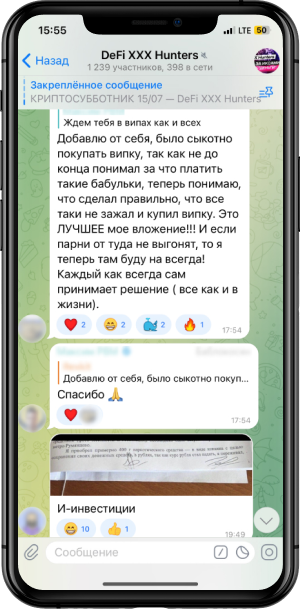 15:55
LTE 50
Назад
DeFi XXX Hunters
1 239 участников, 398 в сети
Закреплённое сообщение
КРИПТОСУББОТНИК 15/07 — DeFi XXX Hunters
Ждем тебя в випах как и всех
Добавлю от себя, было сыкотно
покупать випку, так как не до
конца понимал за что платить
такие бабульки, теперь понимаю,
что сделал правильно, что все
таки не зажал и купил випку. Это
ЛУЧШЕЕ мое вложение!!! И если
парни от туда не выгонят, то я
теперь там буду на всегда!
Каждый как всегда сам
принимает решение ( все как и в
жизни).
2 2 2 1 17:54
Добавлю от себя, было сыкотно покуп...
Спасибо 🙏
17:54
И-инвестиции
10 1 19:49
Сообщение